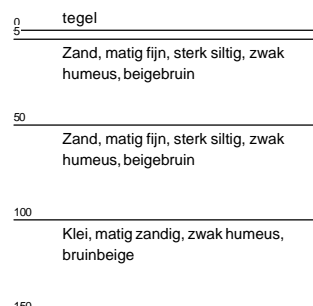 0 tegel
5
Zand, matig fijn, sterk siltig, zwak
humeus, beigebruin
50
Zand, matig fijn, sterk siltig, zwak
humeus, beigebruin
100
Klei, matig zandig, zwak humeus,
bruinbeige
150